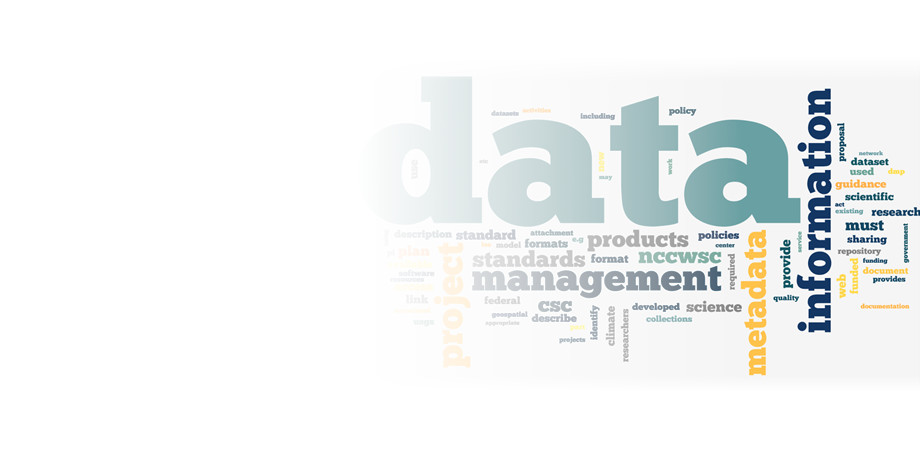 data
information
datasets
activities
including
policy
may
work
proposal
network
dataset
used
dmp
guidance
scientific
act
existing
research
must
sharing
government
repository
funding
funded
web
document
provides
documentation
description
standard
attachment
e.g
products
policies
center
service
plan
model
formats
standards
format
nccwsc
required
provide
metadata
software
management
quality
project
link
federal
csc
developed
science
geospatial
describe
identify
climate
researchers
collections
appropriate
projects
maps